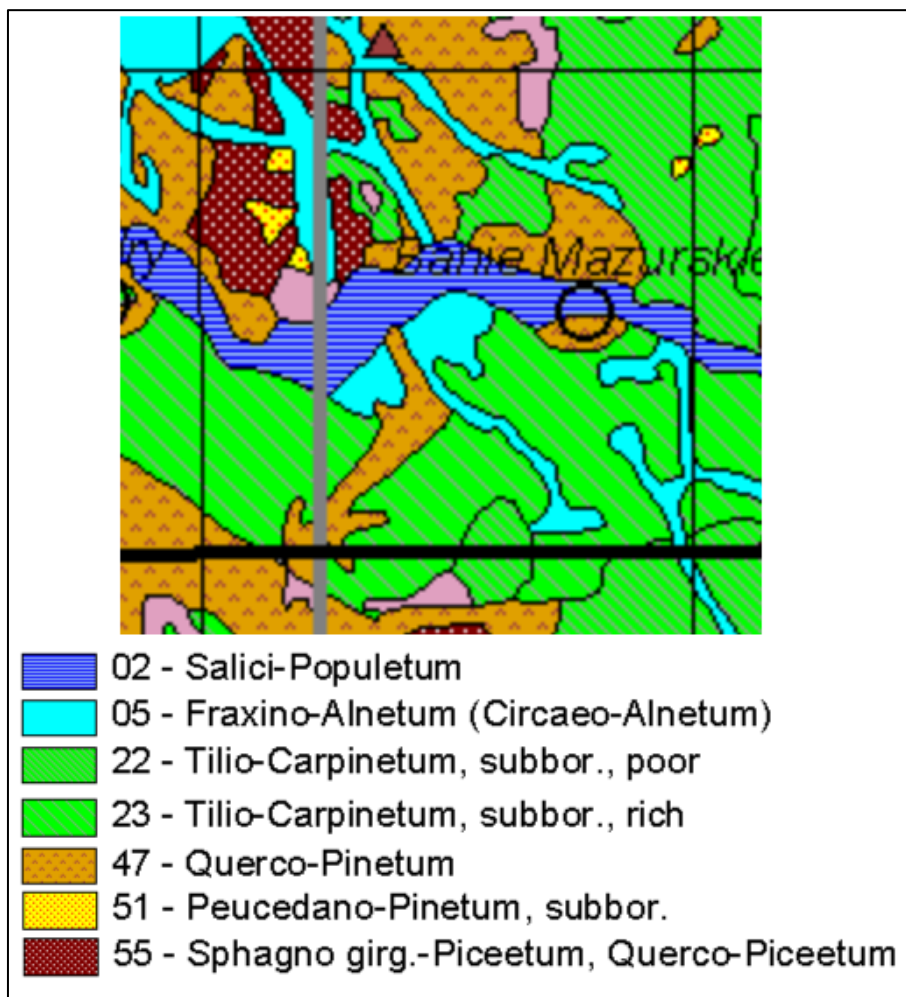 Banie Mazurskie
02 - Salici-Populetum
05 - Fraxino-Alnetum (Circaeo-Alnetum)
22 - Tilio-Carpinetum, subbor., poor
23 - Tilio-Carpinetum, subbor., rich
47 - Querco-Pinetum
51 - Peucedano-Pinetum, subbor.
55 - Sphagno girg.-Piceetum, Querco-Piceetum